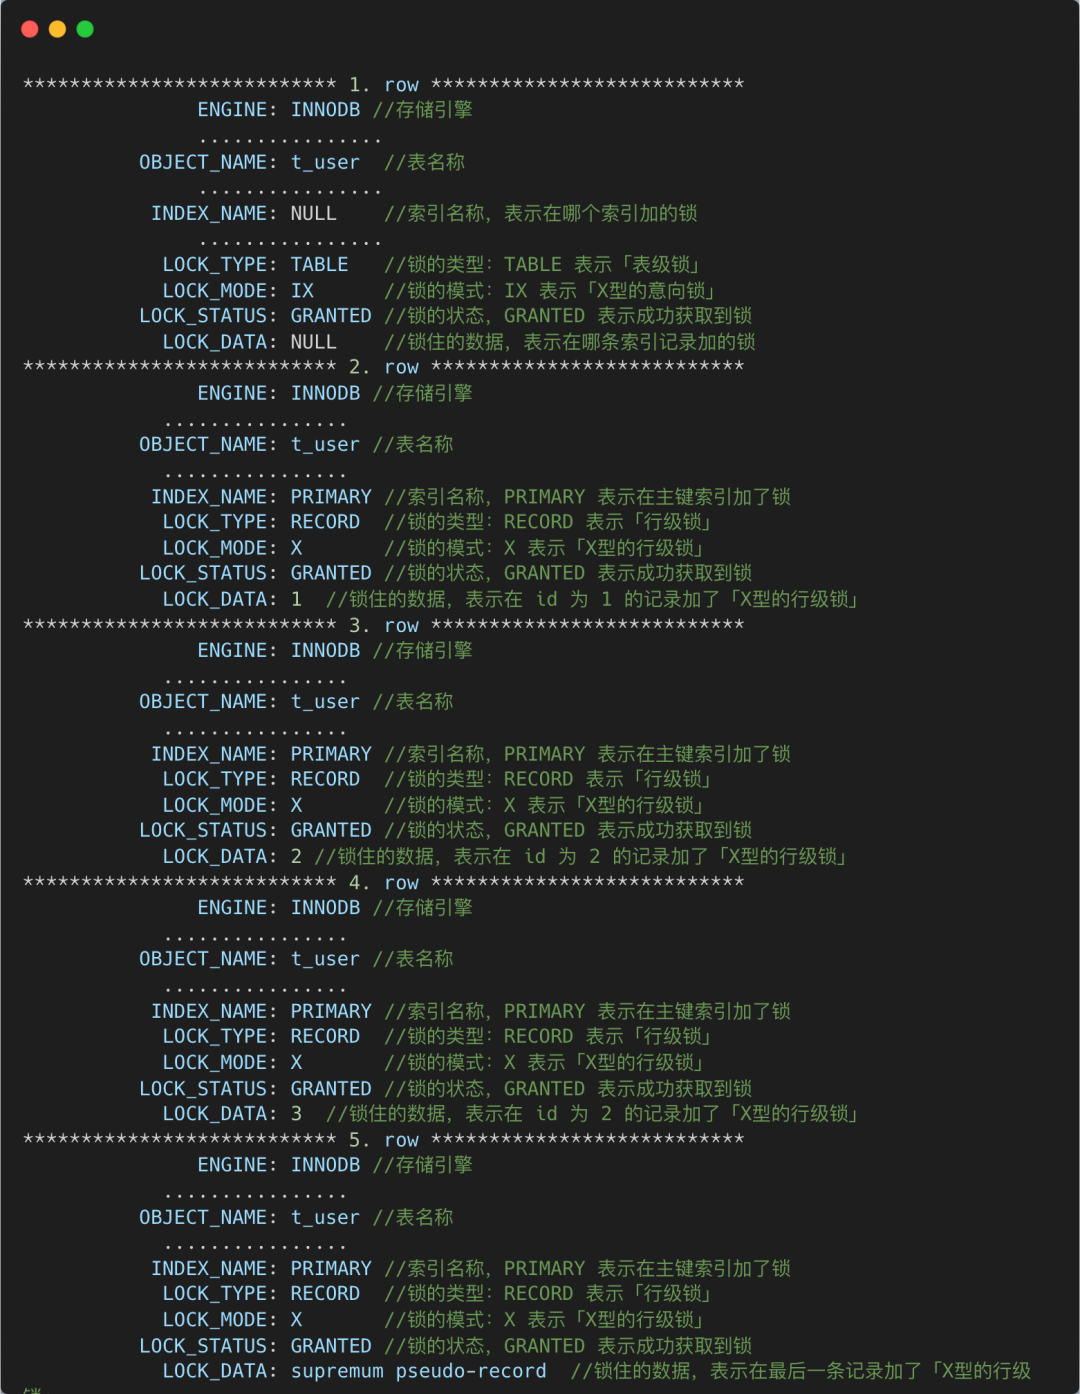 *************************** 1. row ***************************
ENGINE: INNODB //存储引擎
................
OBJECT_NAME: t_user //表名称
................
INDEX_NAME: NULL //索引名称，表示在哪个索引加的锁
................
LOCK_TYPE: TABLE //锁的类型：TABLE 表示「表级锁」
LOCK_MODE: IX //锁的模式：IX 表示「X型的意向锁」
LOCK_STATUS: GRANTED //锁的状态，GRANTED 表示成功获取到锁
LOCK_DATA: NULL //锁住的数据，表示在哪条索引记录加的锁
*************************** 2. row ***************************
ENGINE: INNODB //存储引擎
................
OBJECT_NAME: t_user //表名称
................
INDEX_NAME: PRIMARY //索引名称，PRIMARY 表示在主键索引加了锁
LOCK_TYPE: RECORD //锁的类型：RECORD 表示「行级锁」
LOCK_MODE: X //锁的模式：X 表示「X型的行级锁」
LOCK_STATUS: GRANTED //锁的状态，GRANTED 表示成功获取到锁
LOCK_DATA: 1 //锁住的数据，表示在 id 为 1 的记录加了「X型的行级锁」
*************************** 3. row ***************************
ENGINE: INNODB //存储引擎
................
OBJECT_NAME: t_user //表名称
................
INDEX_NAME: PRIMARY //索引名称，PRIMARY 表示在主键索引加了锁
LOCK_TYPE: RECORD //锁的类型：RECORD 表示「行级锁」
LOCK_MODE: X //锁的模式：X 表示「X型的行级锁」
LOCK_STATUS: GRANTED //锁的状态，GRANTED 表示成功获取到锁
LOCK_DATA: 2 //锁住的数据，表示在 id 为 2 的记录加了「X型的行级锁」
*************************** 4. row ***************************
ENGINE: INNODB //存储引擎
................
OBJECT_NAME: t_user //表名称
................
INDEX_NAME: PRIMARY //索引名称，PRIMARY 表示在主键索引加了锁
LOCK_TYPE: RECORD //锁的类型：RECORD 表示「行级锁」
LOCK_MODE: X //锁的模式：X 表示「X型的行级锁」
LOCK_STATUS: GRANTED //锁的状态，GRANTED 表示成功获取到锁
LOCK_DATA: 3 //锁住的数据，表示在 id 为 2 的记录加了「X型的行级锁」
*************************** 5. row ***************************
ENGINE: INNODB //存储引擎
................
OBJECT_NAME: t_user //表名称
................
INDEX_NAME: PRIMARY //索引名称，PRIMARY 表示在主键索引加了锁
LOCK_TYPE: RECORD //锁的类型：RECORD 表示「行级锁」
LOCK_MODE: X //锁的模式：X 表示「X型的行级锁」
LOCK_STATUS: GRANTED //锁的状态，GRANTED 表示成功获取到锁
LOCK_DATA: supremum pseudo-record //锁住的数据，表示在最后一条记录加了「X型的行级